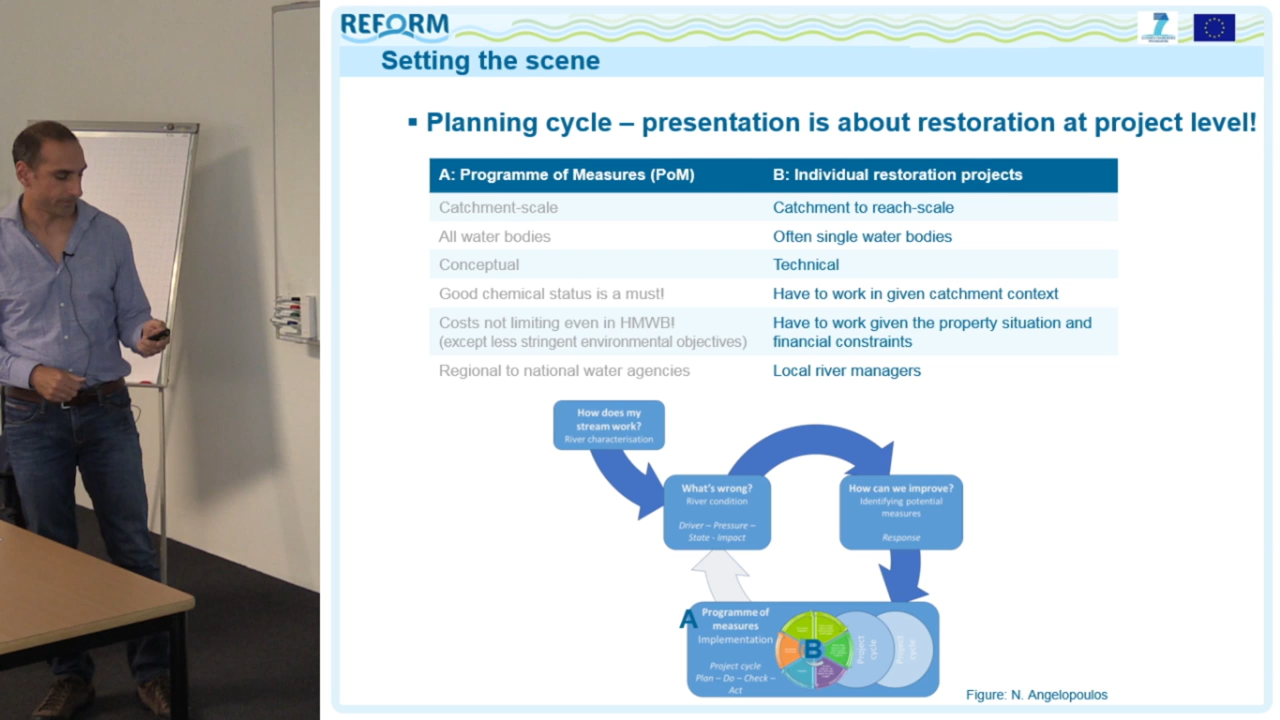 REFORM
7
Setting the scene
▪ Planning cycle – presentation is about restoration at project level!
A: Programme of Measures (PoM)
B: Individual restoration projects
Catchment-scale
Catchment to reach-scale
All water bodies
Often single water bodies
Conceptual
Technical
Good chemical status is a must!
Have to work in given catchment context
Costs not limiting even in HMWB!
(except less stringent environmental objectives)
Have to work given the property situation and
financial constraints
Regional to national water agencies
Local river managers
How does my
stream work?
River characterisation
What's wrong?
River condition
Driver – Pressure –
State - Impact
How can we improve?
Identifying potential
measures
Response
A
Programme of
measures
Implementation
Project cycle
Plan – Do – Check –
Act
B
Project
cycle
Project
cycle
Figure: N. Angelopoulos